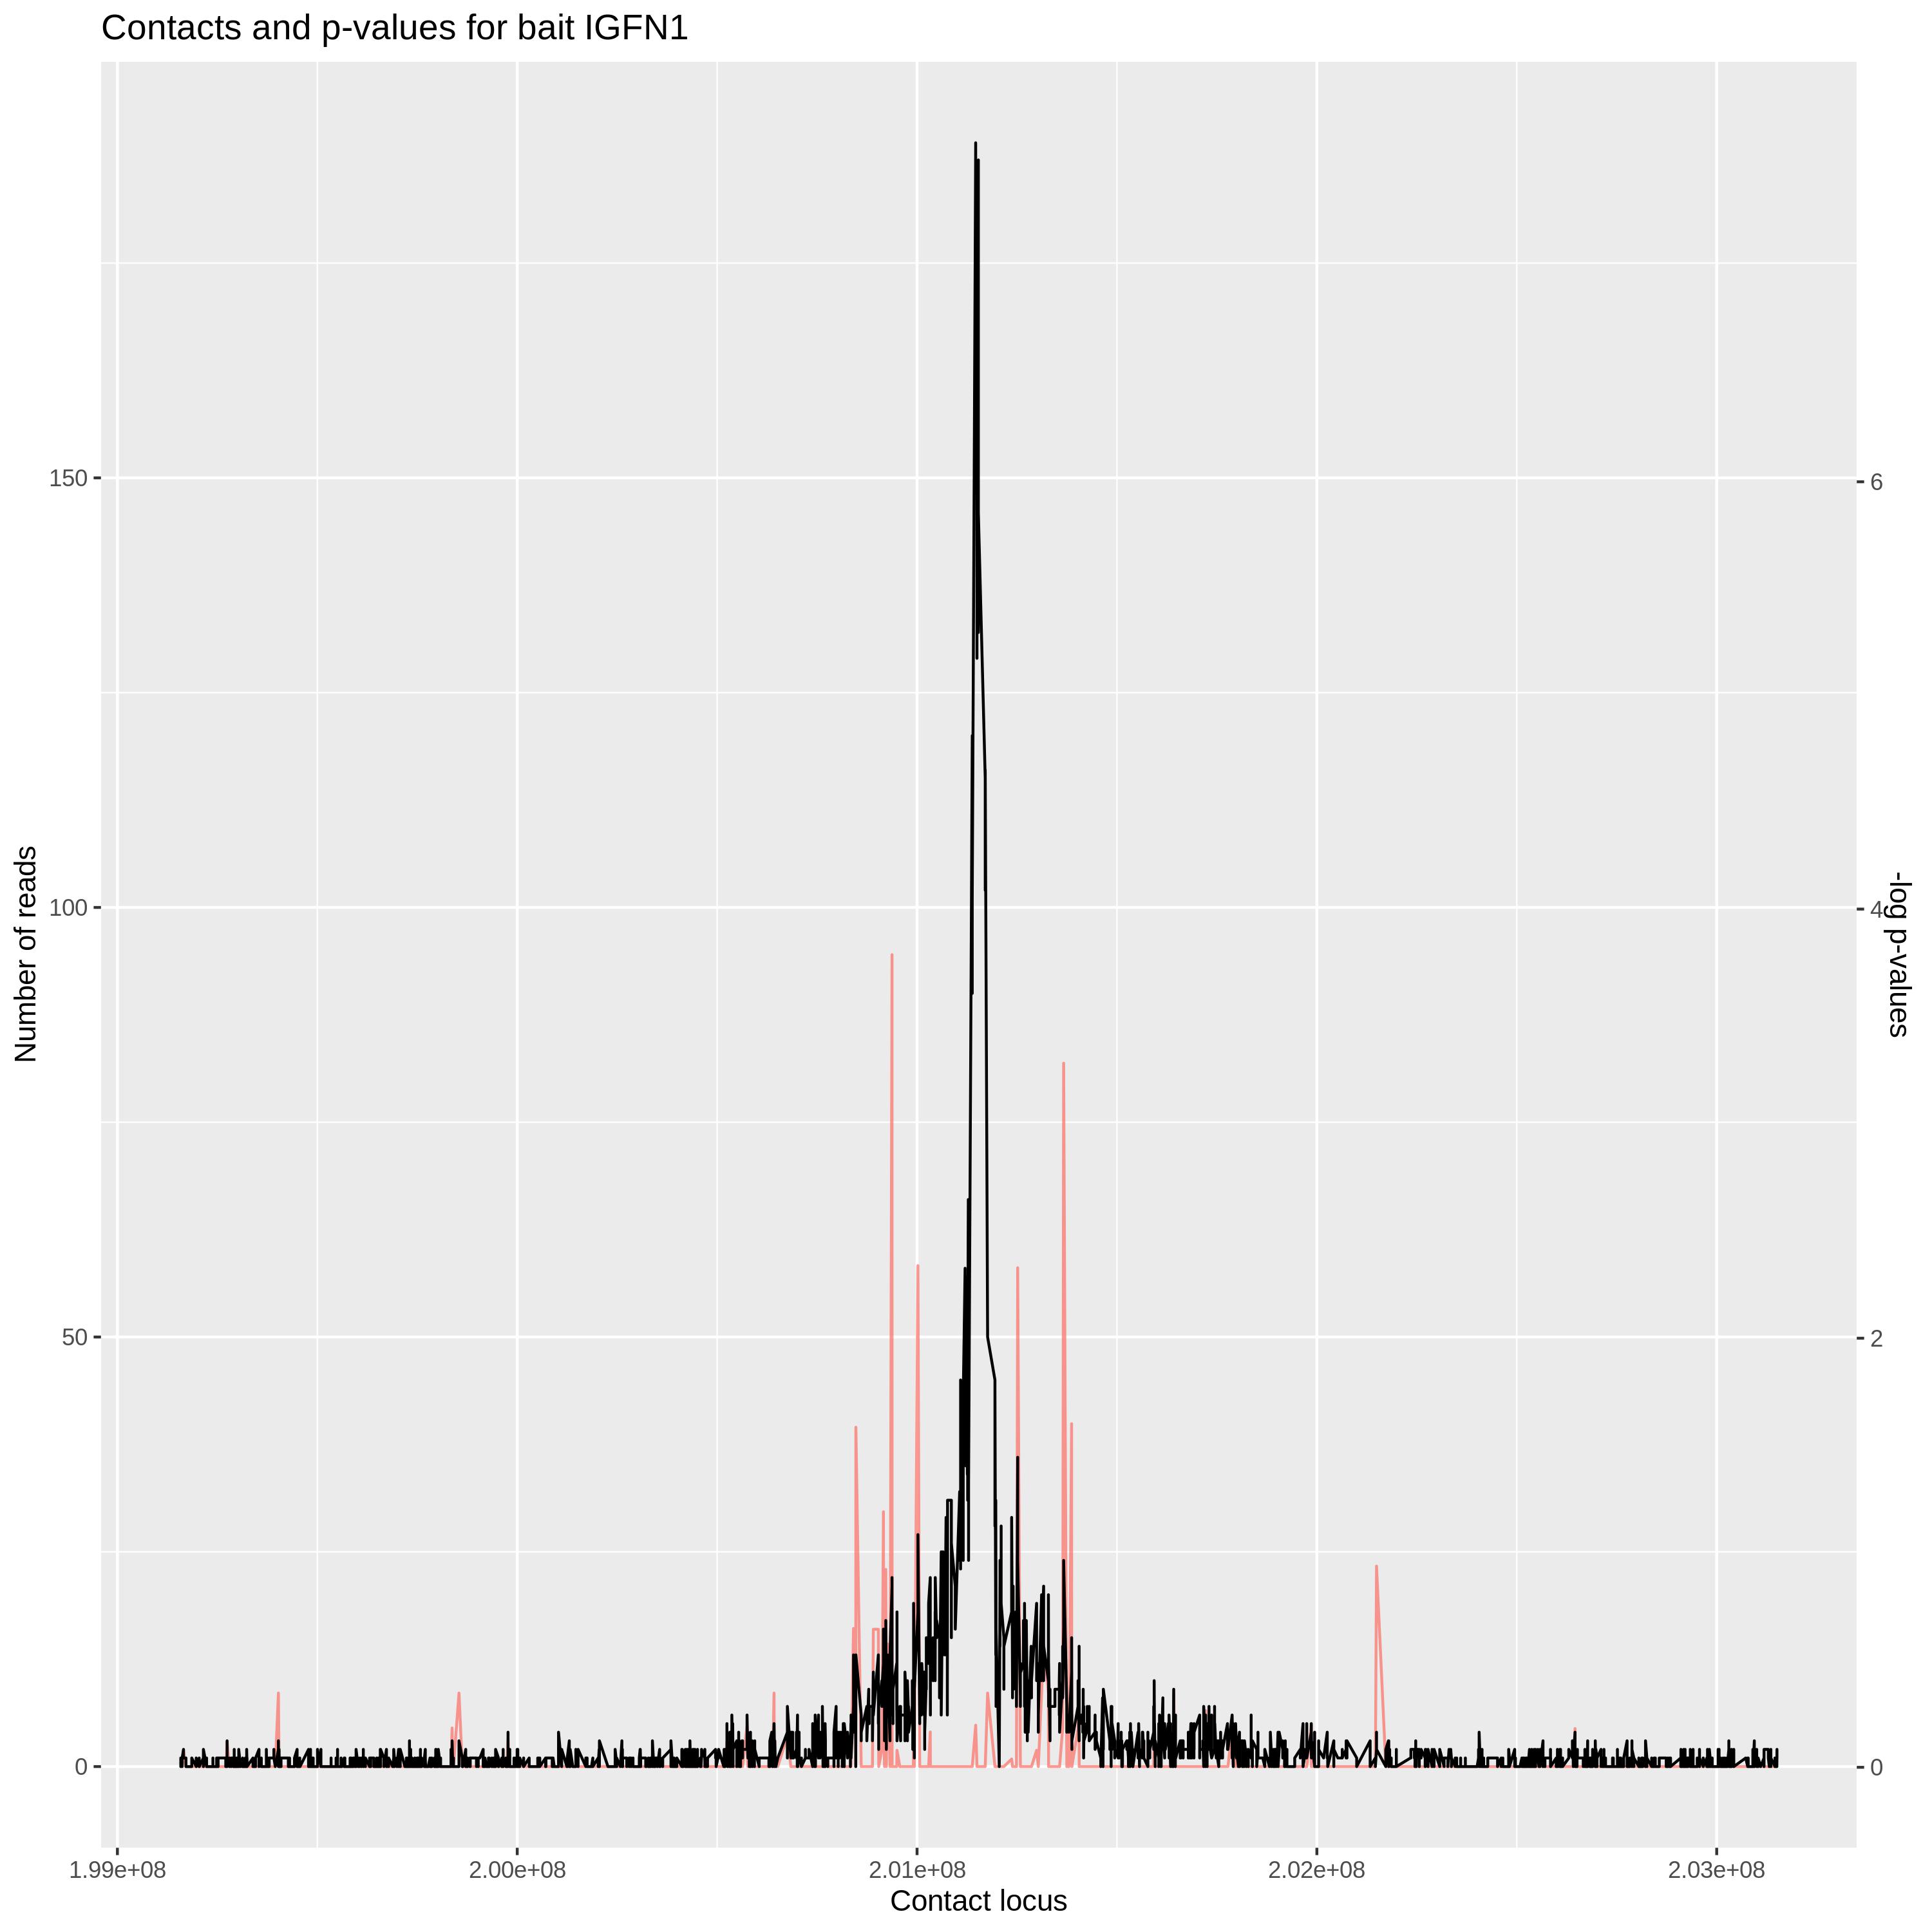 Contacts and p-values for bait IGFN1
Number of reads
150
100
50
0
6
4
2
0
-log p-values
1.99e+08 2.00e+08 2.01e+08 2.02e+08 2.03e+08
Contact locus